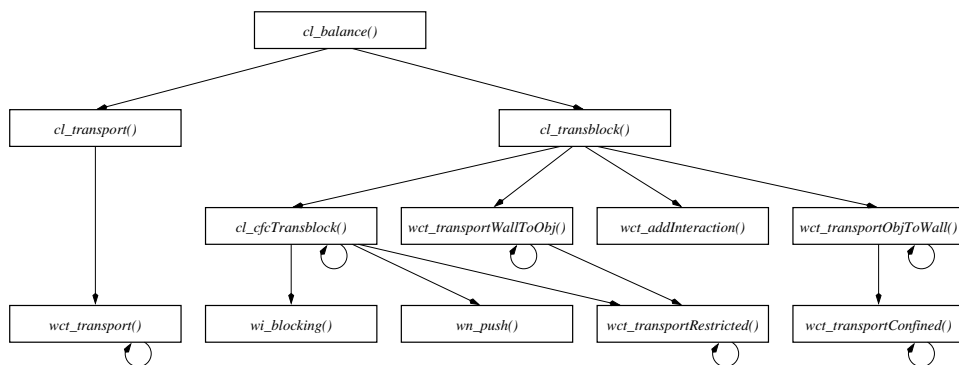 cl_balance()
cl_transport()
cl_transblock()
cl_cfcTransblock()
wct_transportWallToObj()
wct_addInteraction()
wct_transportObjToWall()
wct_transport()
wi_blocking()
wn_push()
wct_transportRestricted()
wct_transportConfined()